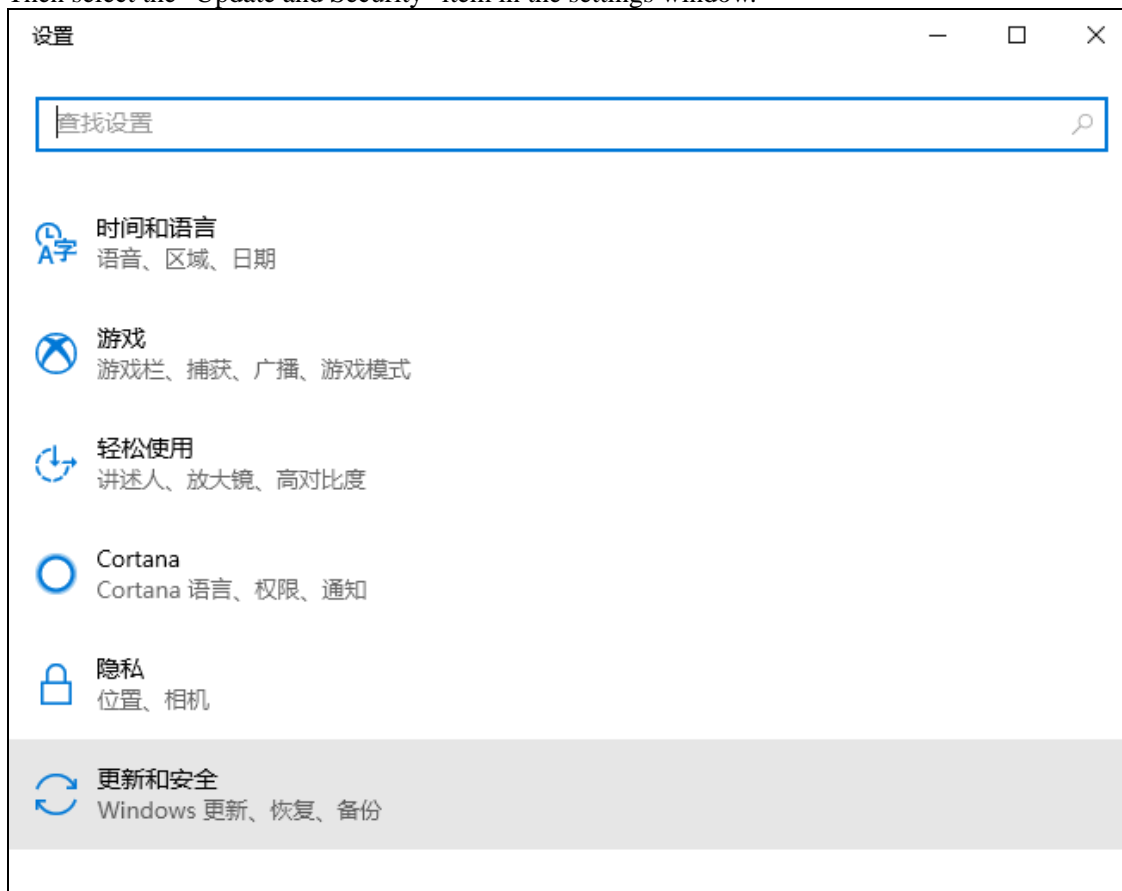 Then select the "Update and Security" item in the settings window.
设置
查找设置
时间和语言
语音、区域、日期
游戏
游戏栏、捕获、广播、游戏模式
轻松使用
讲述人、放大镜、高对比度
Cortana
Cortana 语言、权限、通知
隐私
位置、相机
更新和安全
Windows 更新、恢复、备份